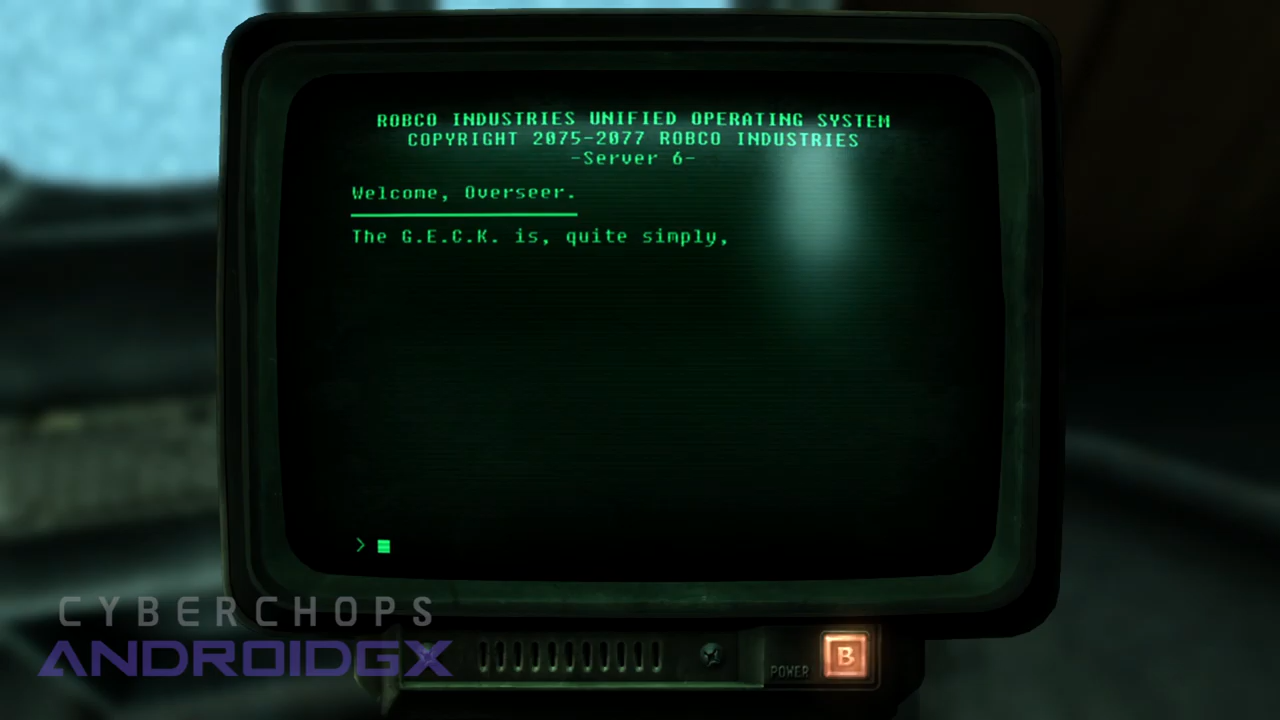 ROBCO INDUSTRIES UNIFIED OPERATING SYSTEM
COPYRIGHT 2075-2077 ROBCO INDUSTRIES
-Server 6-
Welcome, Overseer.
The G.E.C.K. is, quite simply,
>
CYBERCHOPS
ANDROIDGX
POWER
B